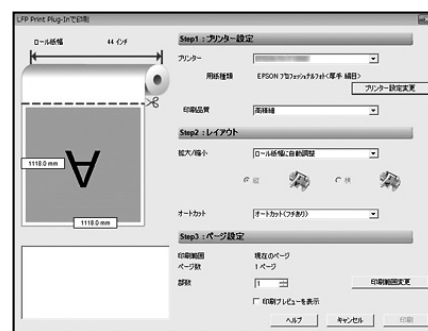 LFP Print Plug-Inで印刷
ロール紙幅 44 インチ
1118.0 mm
A
1118.0 mm
Step1 : プリンター設定
プリンター
用紙種類 EPSON プロフェッショナルフォト<厚手 絹目>
プリンター設定変更
印刷品質 高精細
Step2 : レイアウト
拡大/縮小 ロール紙幅に自動調整
縦 横
オートカット オートカット(フチあり)
Step3 : ページ設定
印刷範囲 現在のページ
ページ数 1 ページ
部数 1 印刷範囲変更
印刷プレビューを表示
ヘルプ キャンセル 印刷